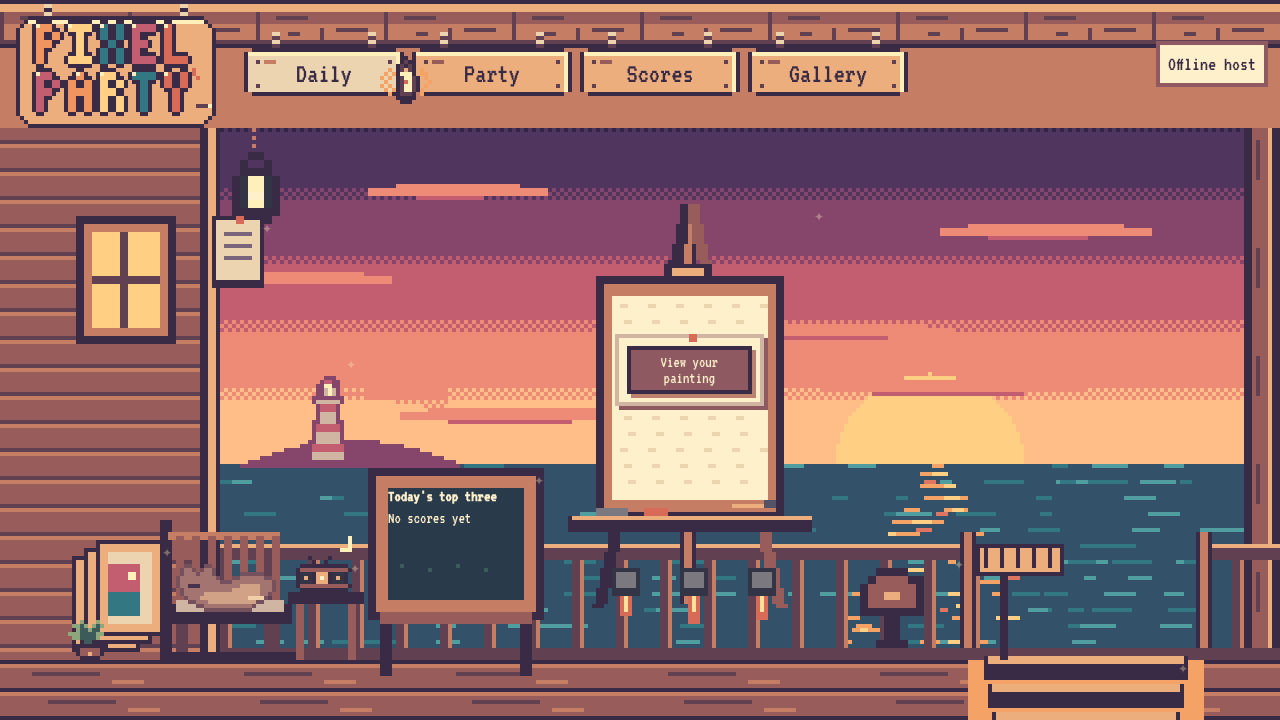 PIXEL
PARTY
Daily
Party
Scores
Gallery
Offline host
View your
painting
Today's top three
No scores yet